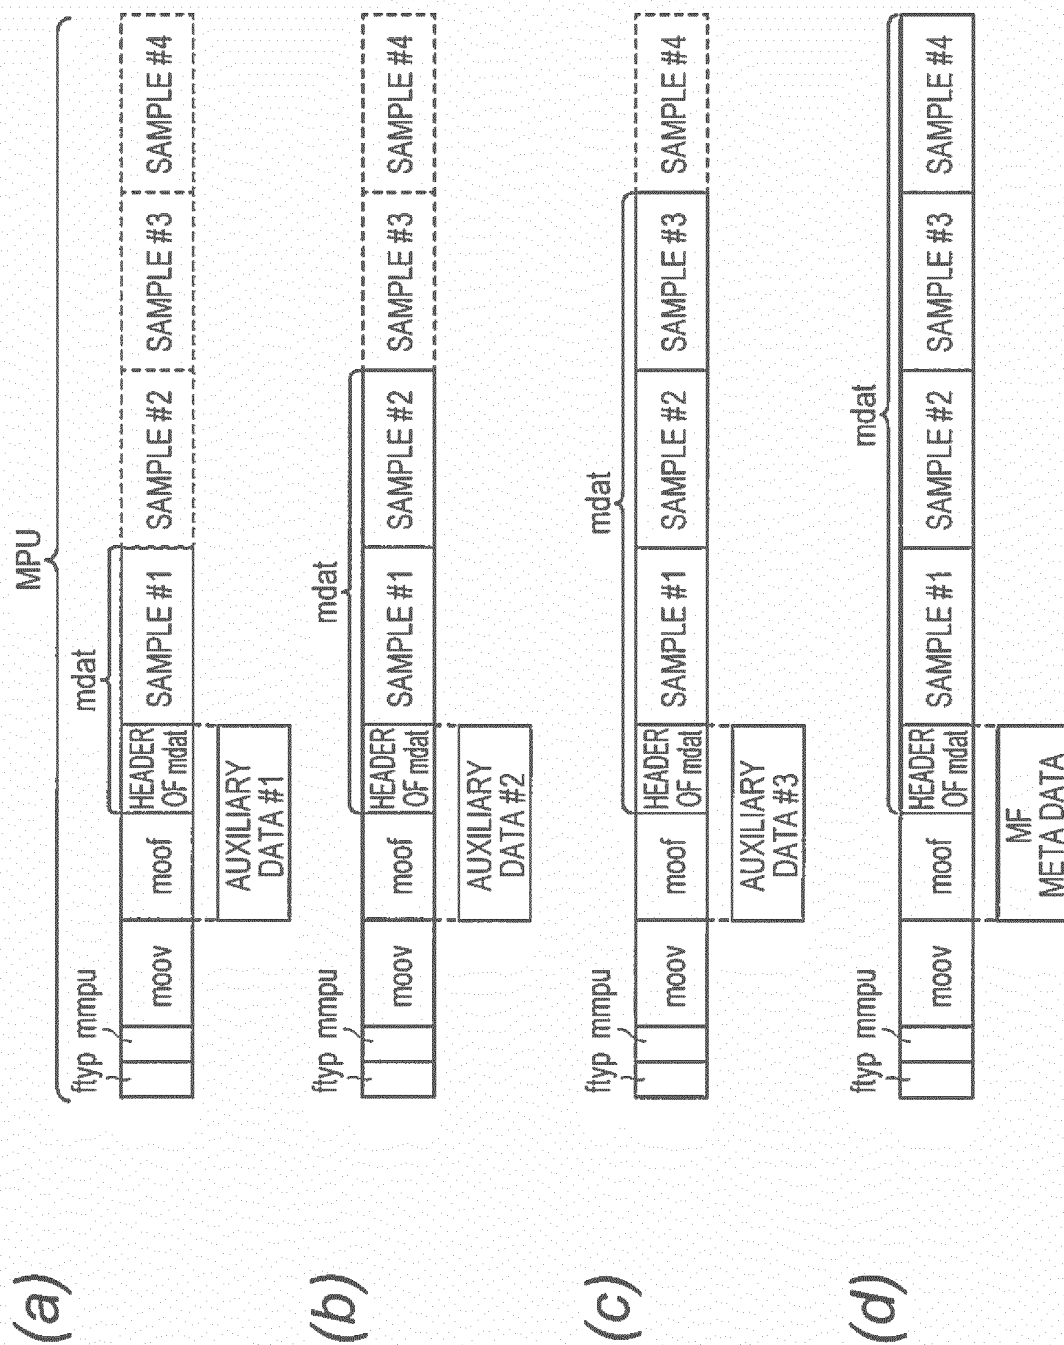 (a)
MPU
mdat
ftyp mmpu
moov
moof
HEADER
OF mdat
SAMPLE #1
SAMPLE #2
SAMPLE #3
SAMPLE #4
AUXILIARY
DATA #1
(b)
mdat
ftyp mmpu
moov
moof
HEADER
OF mdat
SAMPLE #1
SAMPLE #2
SAMPLE #3
SAMPLE #4
AUXILIARY
DATA #2
(c)
mdat
ftyp mmpu
moov
moof
HEADER
OF mdat
SAMPLE #1
SAMPLE #2
SAMPLE #3
SAMPLE #4
AUXILIARY
DATA #3
(d)
mdat
ftyp mmpu
moov
moof
HEADER
OF mdat
SAMPLE #1
SAMPLE #2
SAMPLE #3
SAMPLE #4
MF
META DATA